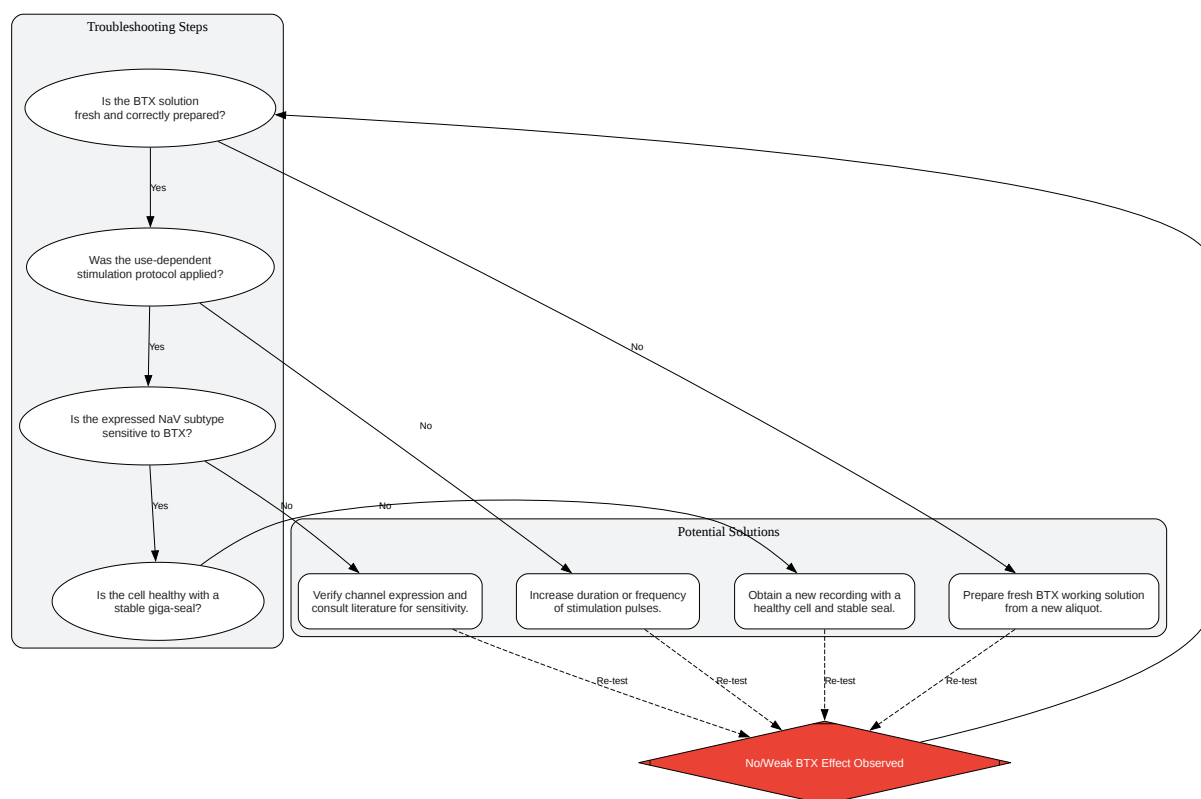 Troubleshooting Steps
Is the BTX solution
fresh and correctly prepared?
Yes
No
Was the use-dependent
stimulation protocol applied?
Yes
No
Is the expressed NaV subtype
sensitive to BTX?
Yes
No
No
Is the cell healthy with a
stable giga-seal?
Potential Solutions
Verify channel expression and
consult literature for sensitivity.
Increase duration or frequency
of stimulation pulses.
Obtain a new recording with a
healthy cell and stable seal.
Prepare fresh BTX working solution
from a new aliquot.
Re-test
Re-test
Re-test
Re-test
No/Weak BTX Effect Observed